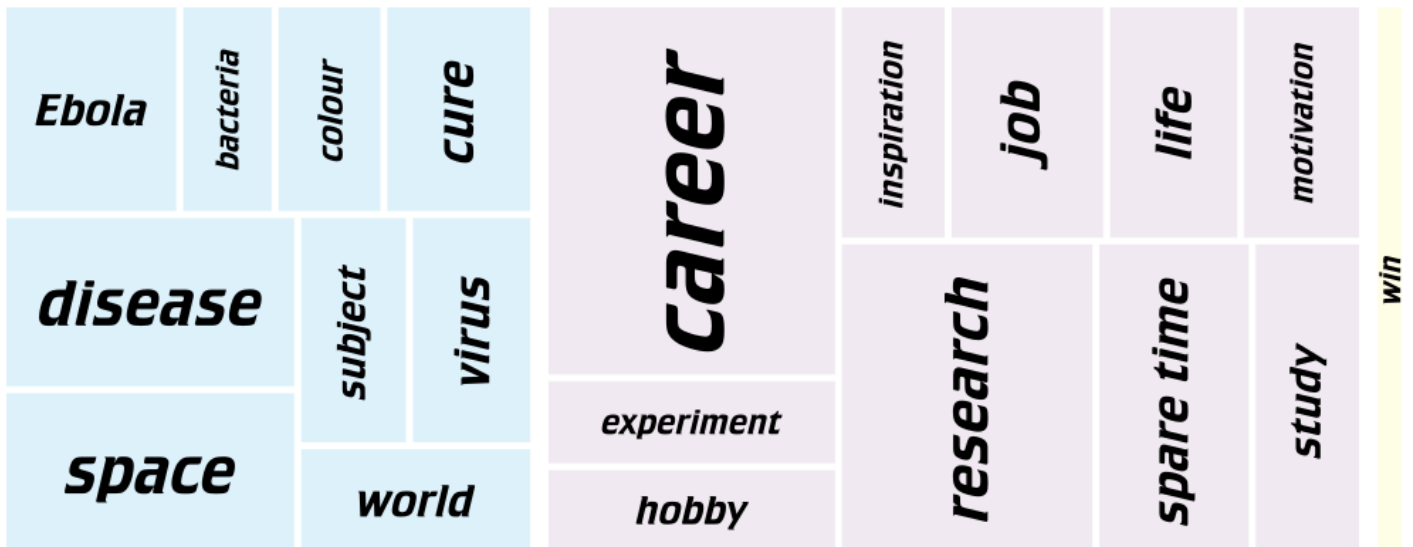 Ebola
bacteria
colour
cure
disease
subject
virus
space
world
career
experiment
hobby
inspiration
job
life
motivation
research
spare time
study
win